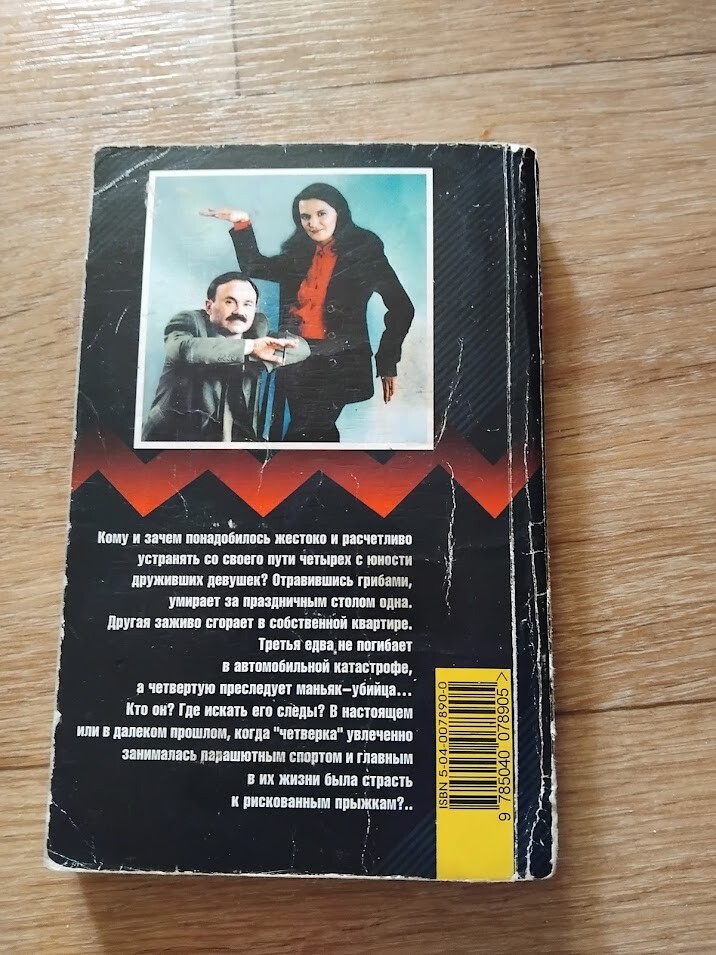 Кому и зачем понадобилось жестоко и расчетливо
устранять со своего пути четырех с юности
друживших девушек? Отравившись грибами,
умирает за праздничным столом одна.
Другая заживо сгорает в собственной квартире.
Третья едва не погибает
в автомобильной катастрофе,
а четвертую преследует маньяк–убийца...
Кто он? Где искать его следы? В настоящем
или в далеком прошлом, когда "четверка" увлеченно
занималась парашютным спортом и главным
в их жизни была страсть
к рискованным прыжкам?..
ISBN 5-04-007890-0
9 785040 078905 >